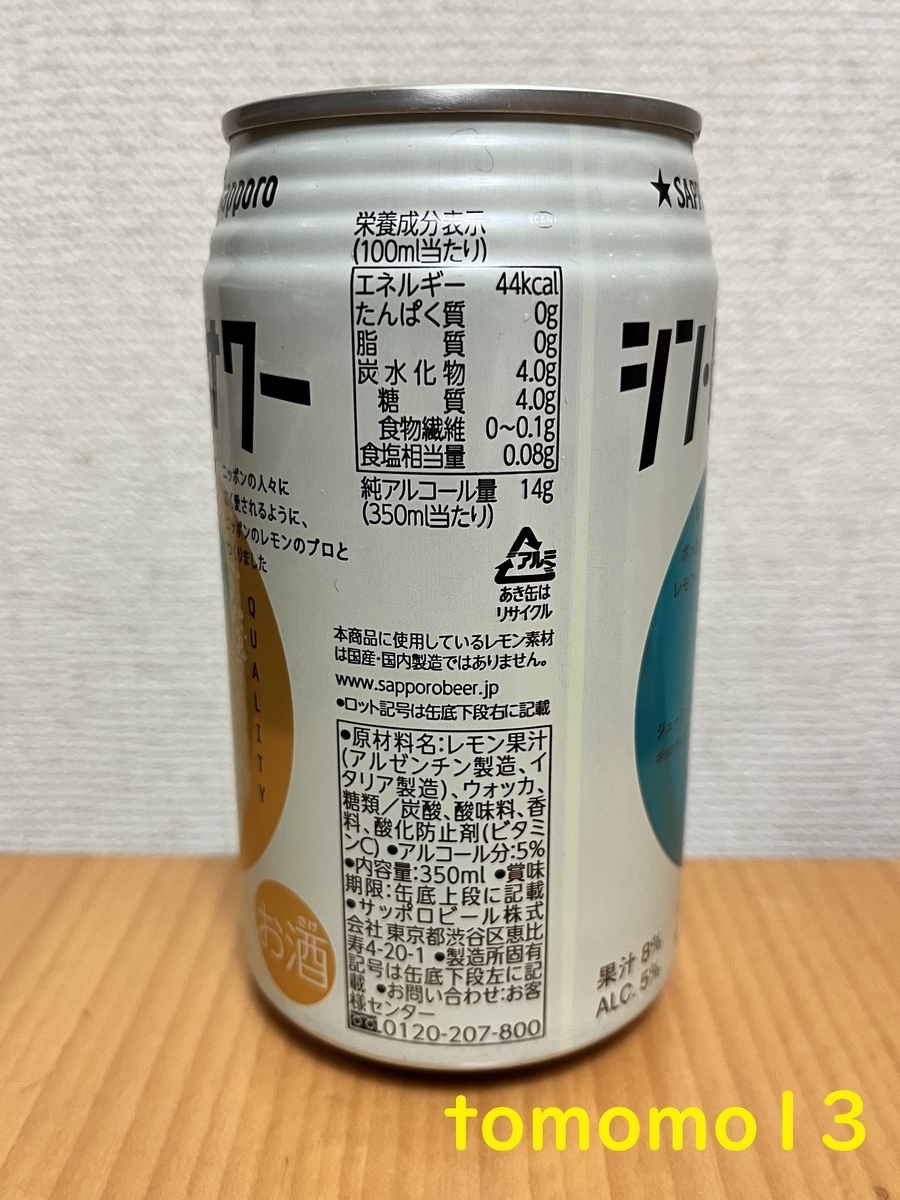 sapporo
★SAPP
栄養成分表示
(100ml当たり)
エネルギー 44kcal
たんぱく質 0g
脂質 0g
炭水化物 4.0g
糖質 4.0g
食物繊維 0~0.1g
食塩相当量 0.08g
純アルコール量 14g
(350ml当たり)
アルミ
あき缶は
リサイクル
ワー
シン・
ニッポンの人々に
愛されるように、
ニッポンのレモンのプロと
つくりました
QUALITY
お酒
本商品に使用しているレモン素材
は国産・国内製造ではありません。
www.sapporobeer.jp
●ロット記号は缶底下段右に記載
●原材料名:レモン果汁
(アルゼンチン製造、イ
タリア製造)、ウォッカ、
糖類/炭酸、酸味料、香
料、酸化防止剤(ビタミ
ンC) ●アルコール分:5%
●内容量:350ml ●賞味
期限:缶底上段に記載
●サッポロビール株式
会社 東京都渋谷区恵比
寿4-20-1 ●製造所固有
記号は缶底下段左に記
載 ●お問い合わせ:お客
様センター
0120-207-800
果汁 8%
ALC. 5%
tomomo13